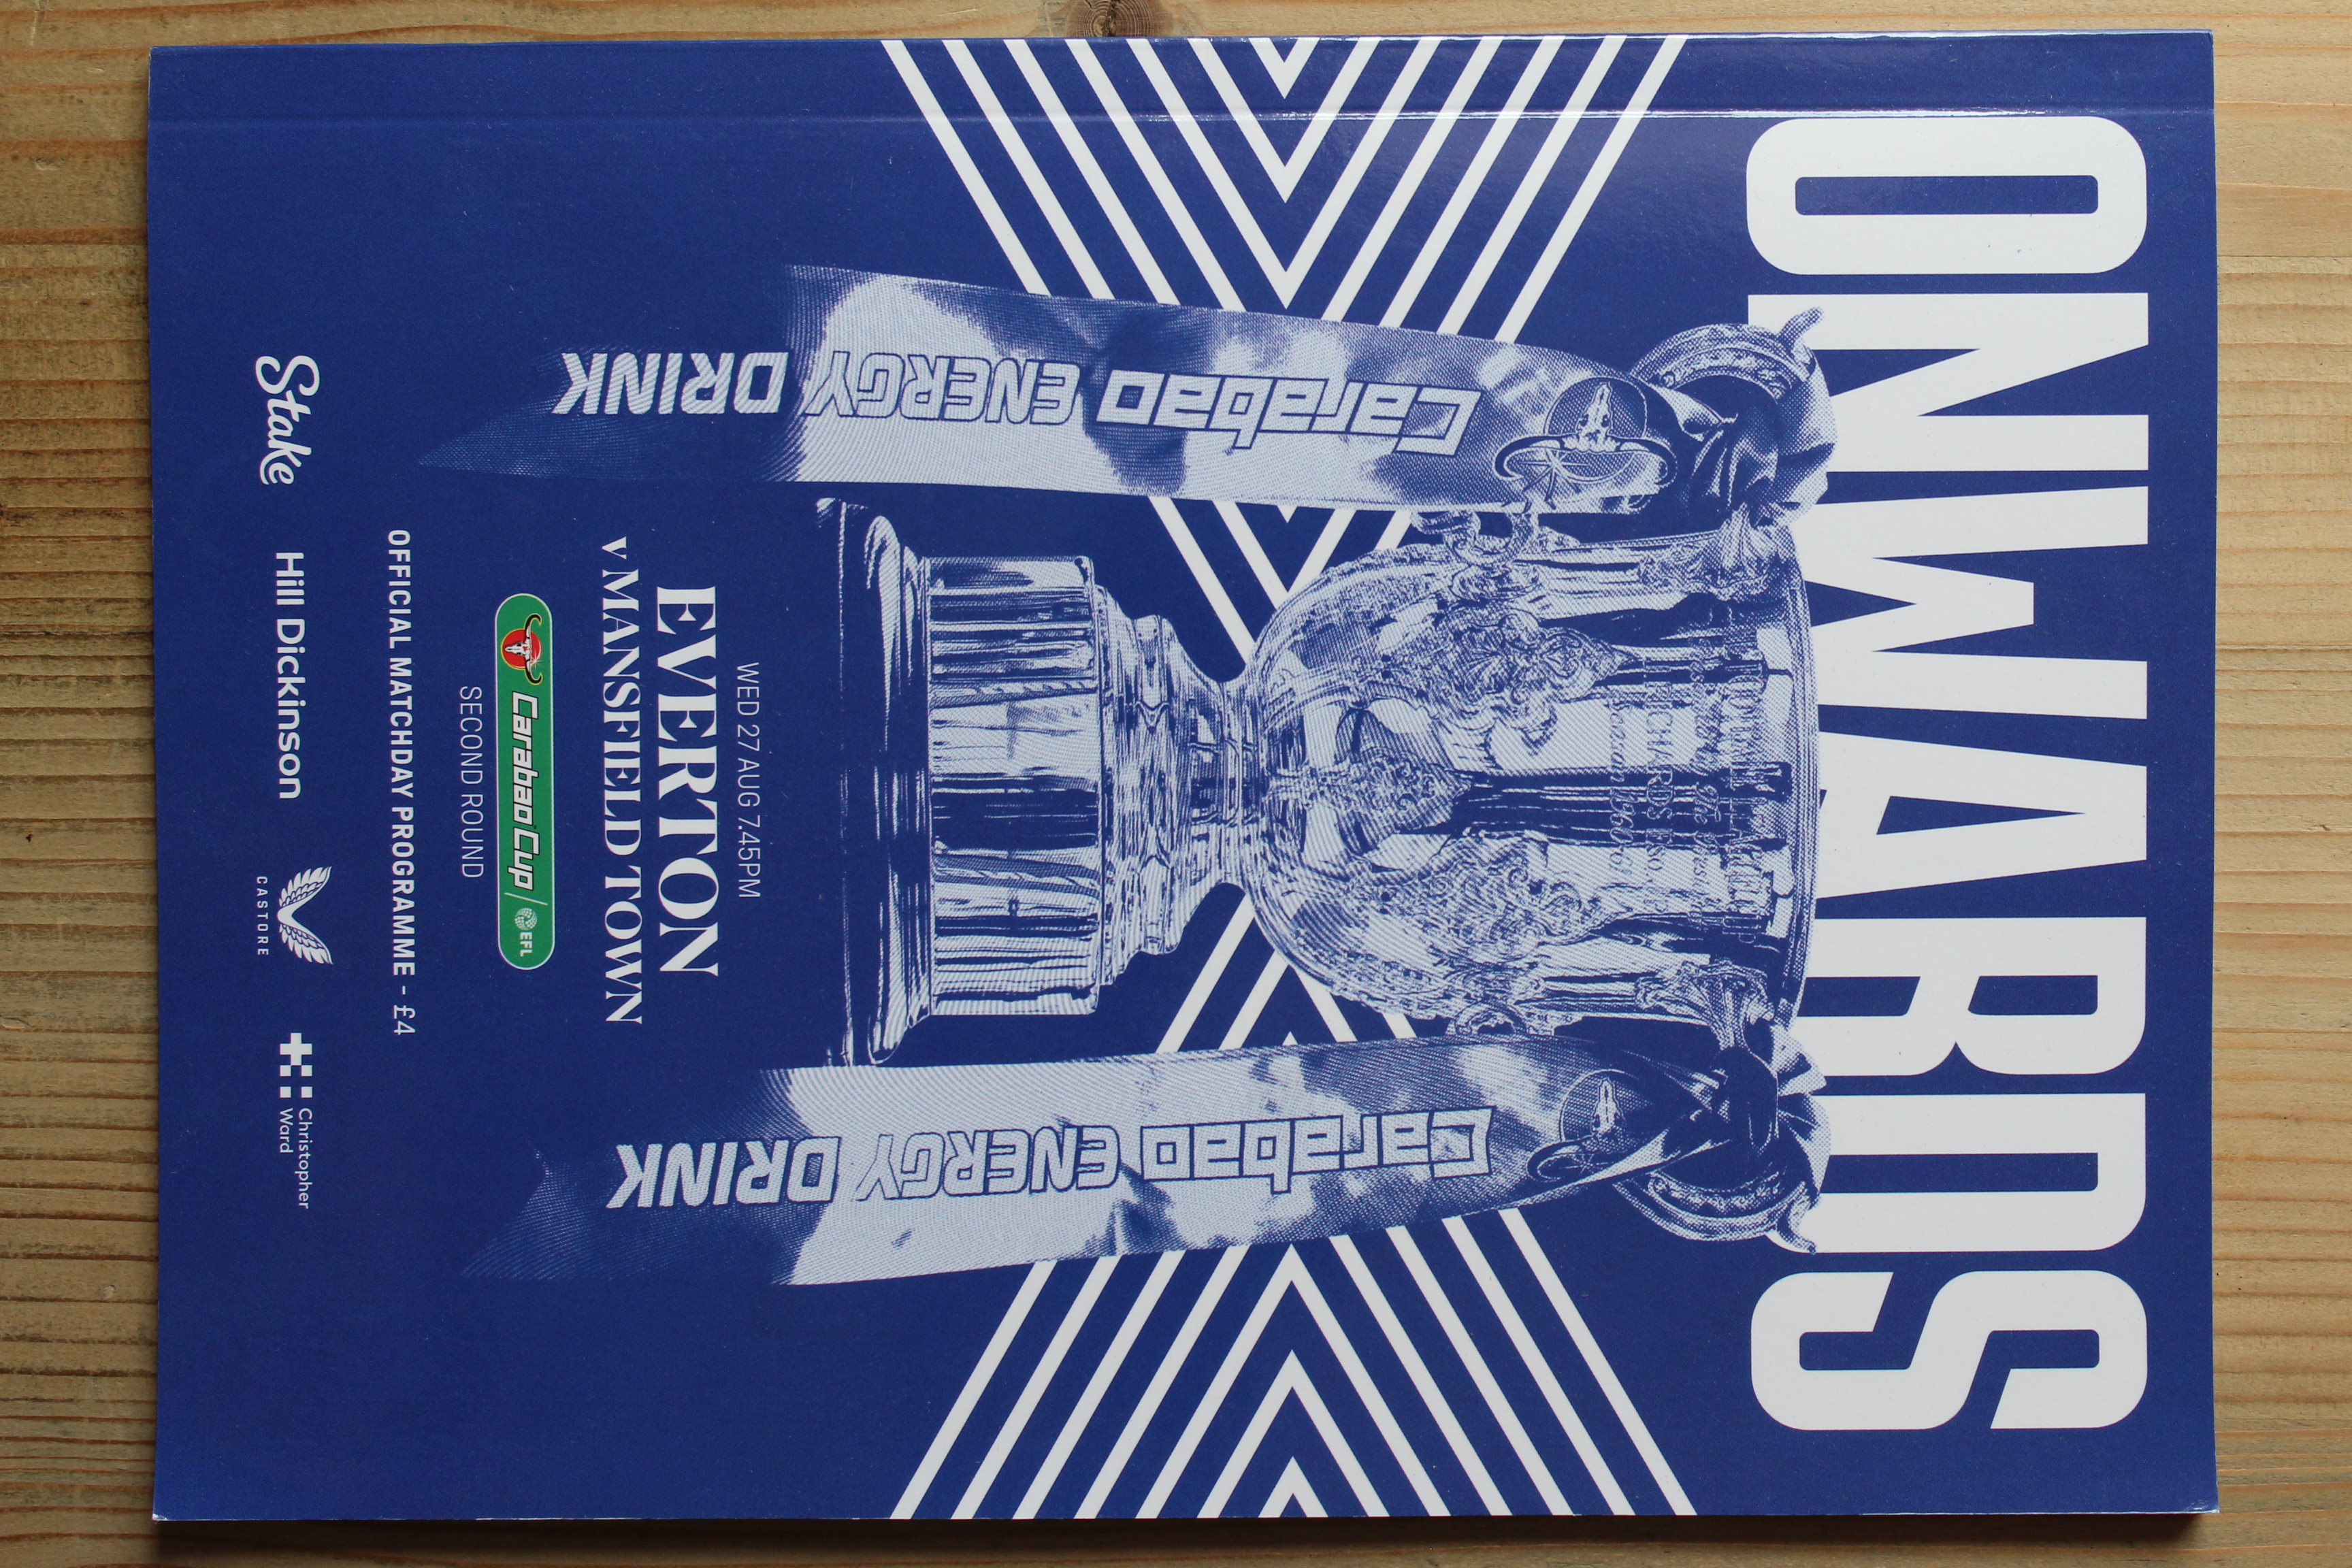 ONWARDS
Carabao ENERGY DRINK
Carabao ENERGY DRINK
WED 27 AUG 7.45PM
EVERTON
v MANSFIELD TOWN
Carabao Cup / EFL
SECOND ROUND
OFFICIAL MATCHDAY PROGRAMME - £4
Stake
Hill Dickinson
CASTORE
Christopher
Ward